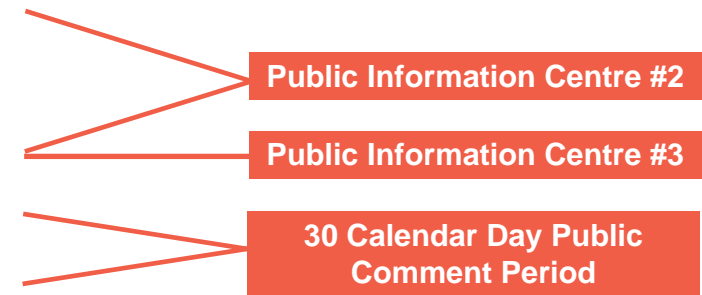 Public Information Centre #2
Public Information Centre #3
30 Calendar Day Public
Comment Period